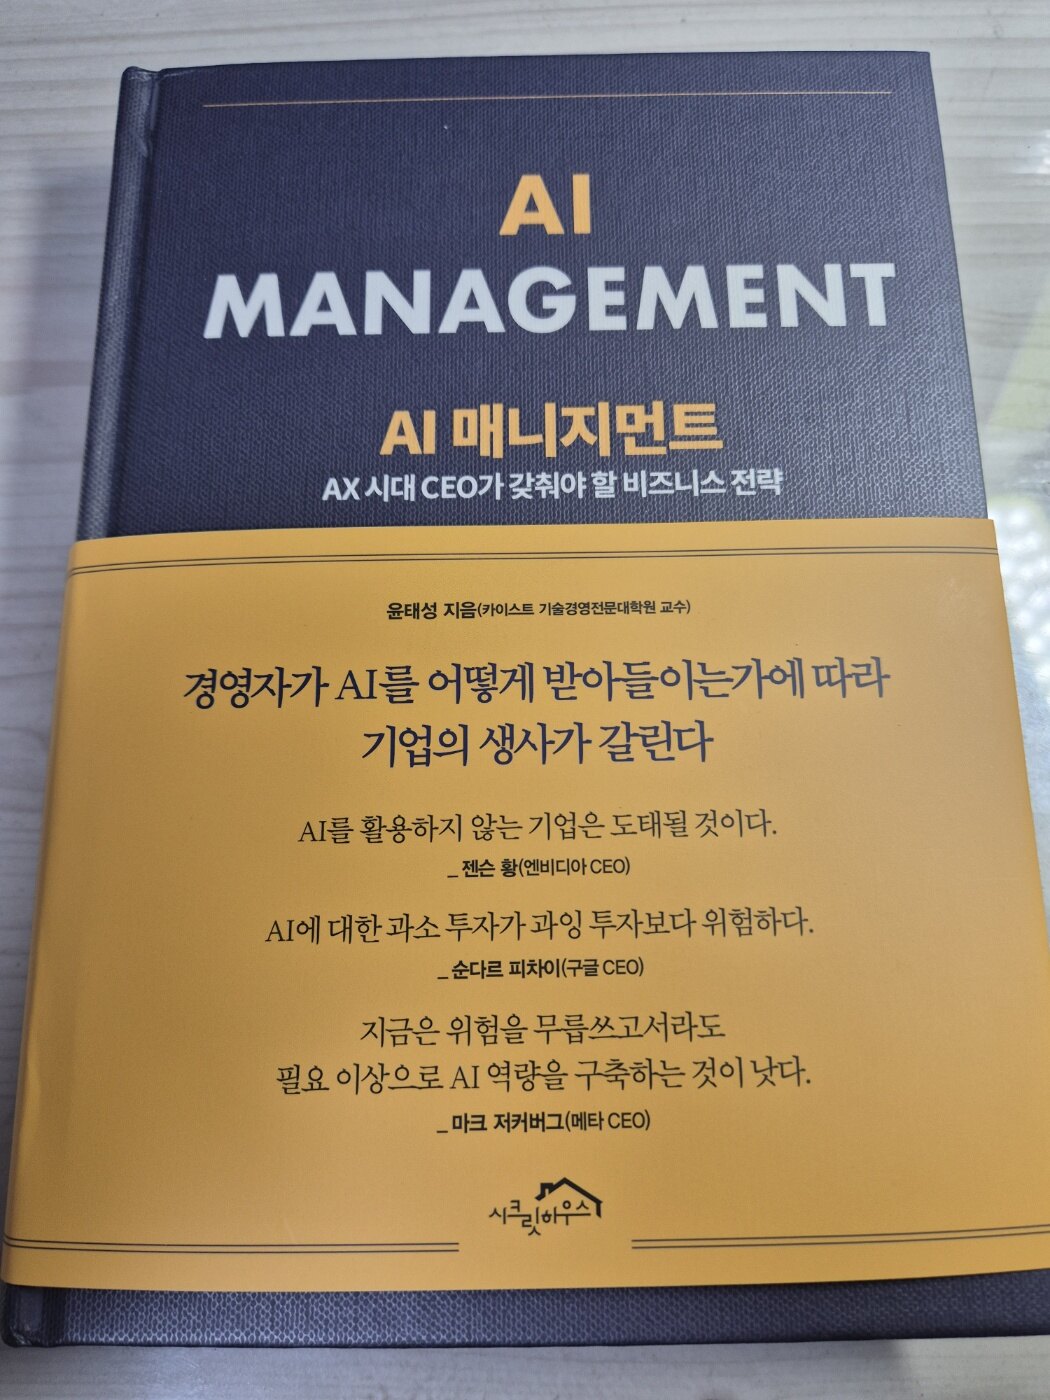 AI
MANAGEMENT
AI 매니지먼트
AX 시대 CEO가 갖춰야 할 비즈니스 전략
윤태성 지음(카이스트 기술경영전문대학원 교수)
경영자가 AI를 어떻게 받아들이는가에 따라
기업의 생사가 갈린다
AI를 활용하지 않는 기업은 도태될 것이다.
_ 젠슨 황(엔비디아 CEO)
AI에 대한 과소 투자가 과잉 투자보다 위험하다.
_ 순다르 피차이(구글 CEO)
지금은 위험을 무릅쓰고서라도
필요 이상으로 AI 역량을 구축하는 것이 낫다.
_ 마크 저커버그(메타 CEO)
시크릿하우스